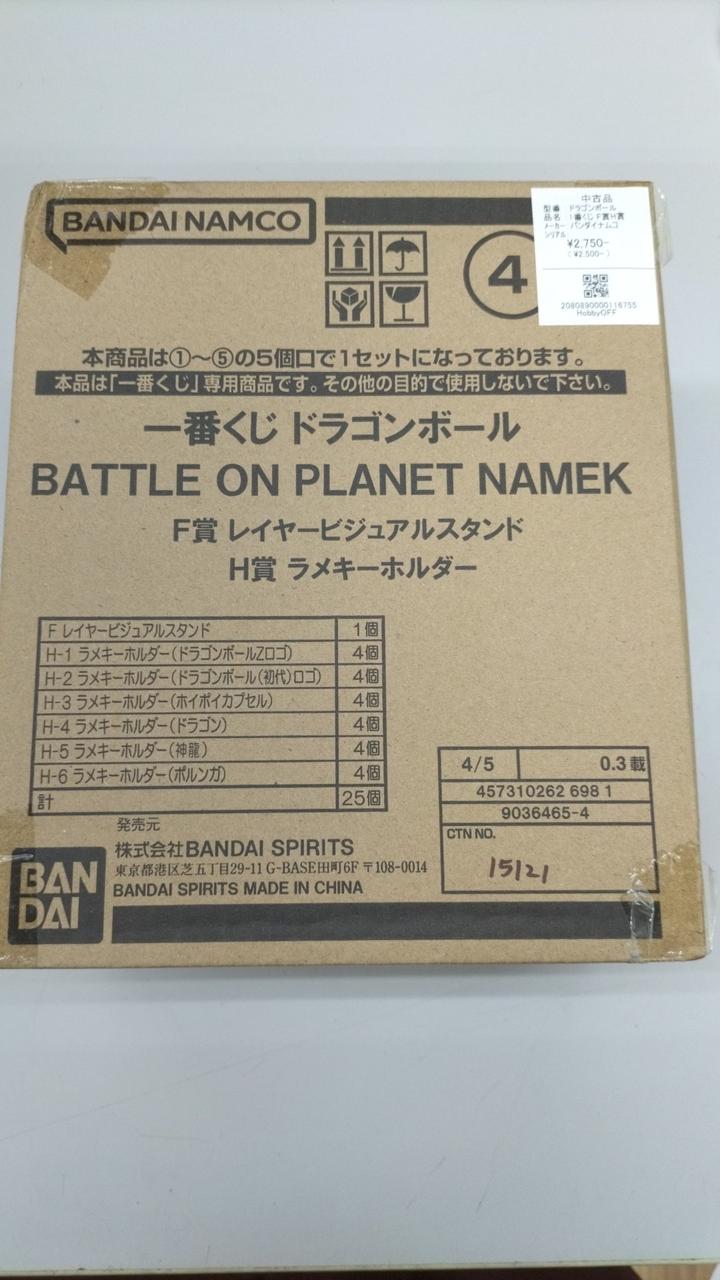 BANDAI NAMCO
4
中古品
型番 ドラゴンボール
品名 1番くじ F賞H賞
メーカー バンダイナムコ
シリアル
¥2,750-
(¥2,500-)
2080890000116755
HobbyOFF
本商品は①〜⑤の5個口で1セットになっております。
本品は「一番くじ」専用商品です。その他の目的で使用しないで下さい。
一番くじ ドラゴンボール
BATTLE ON PLANET NAMEK
F賞 レイヤービジュアルスタンド
H賞 ラメキーホルダー
F レイヤービジュアルスタンド 1個
H-1 ラメキーホルダー(ドラゴンボールZロゴ) 4個
H-2 ラメキーホルダー(ドラゴンボール(初代)ロゴ) 4個
H-3 ラメキーホルダー(ホイポイカプセル) 4個
H-4 ラメキーホルダー(ドラゴン) 4個
H-5 ラメキーホルダー(神龍) 4個
H-6 ラメキーホルダー(ポルンガ) 4個
計 25個
4/5 0.3載
457310262 698 1
9036465-4
CTN NO.
15121
発売元
株式会社BANDAI SPIRITS
東京都港区芝五丁目29-11 G-BASE田町6F 〒108-0014
BANDAI SPIRITS MADE IN CHINA
BAN
DAI